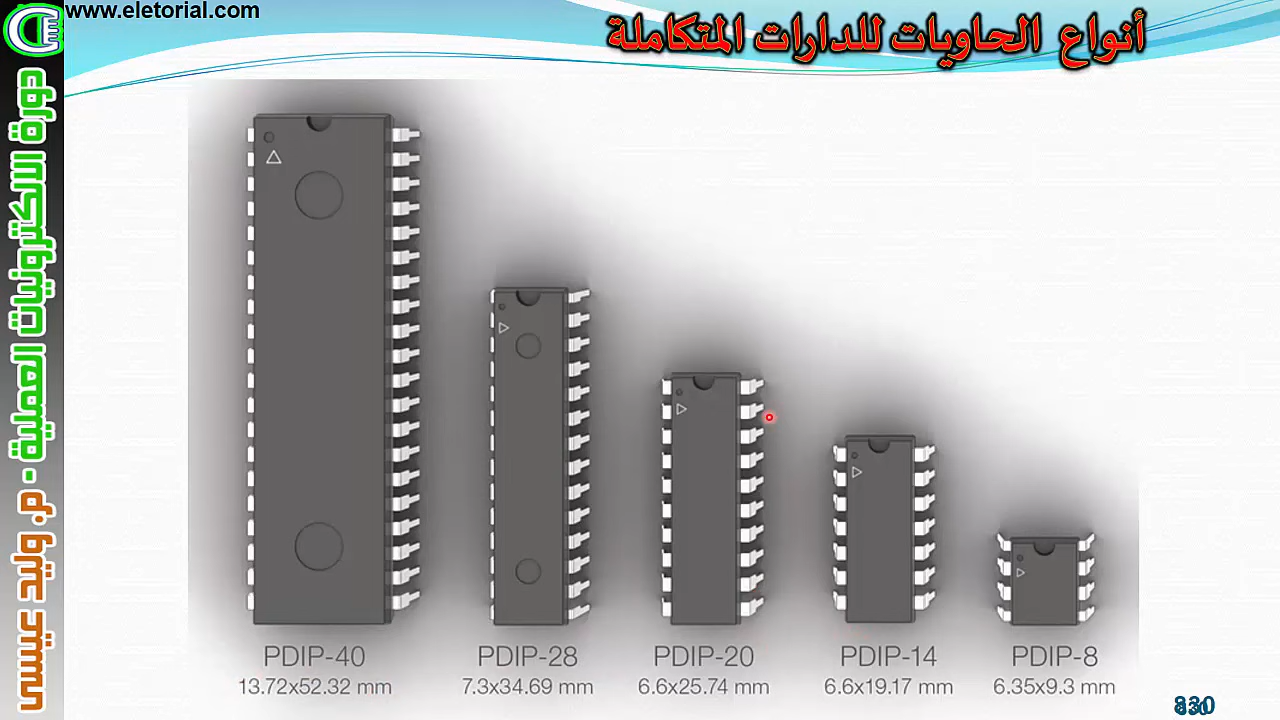 www.eletorial.com
أنواع الحاويات للدارات المتكاملة
دورة الالكترونيات العملية - م. وليد عيسى
PDIP-40
13.72x52.32 mm
PDIP-28
7.3x34.69 mm
PDIP-20
6.6x25.74 mm
PDIP-14
6.6x19.17 mm
PDIP-8
6.35x9.3 mm